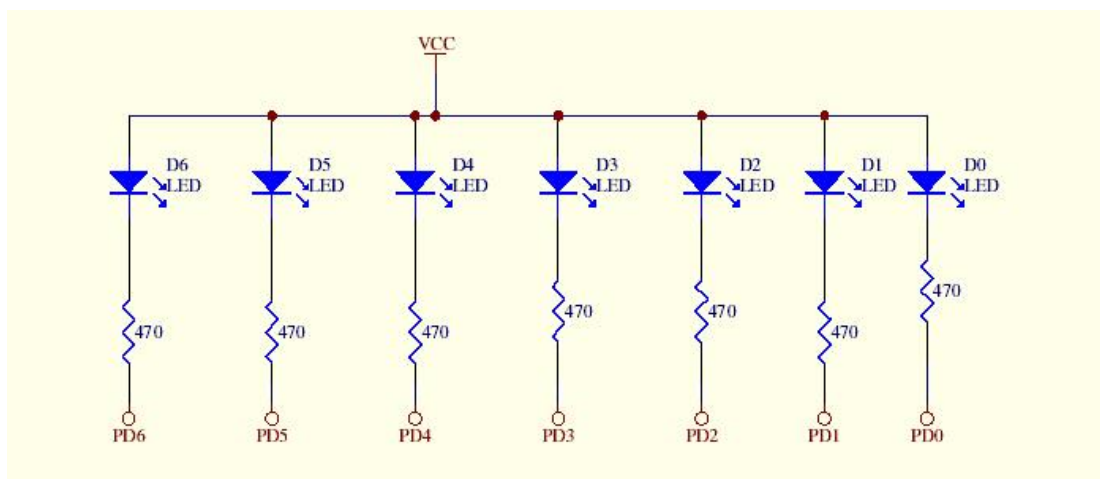 VCC
D6
LED
D5
LED
D4
LED
D3
LED
D2
LED
D1
LED
D0
LED
470
470
470
470
470
470
470
PD6
PD5
PD4
PD3
PD2
PD1
PD0